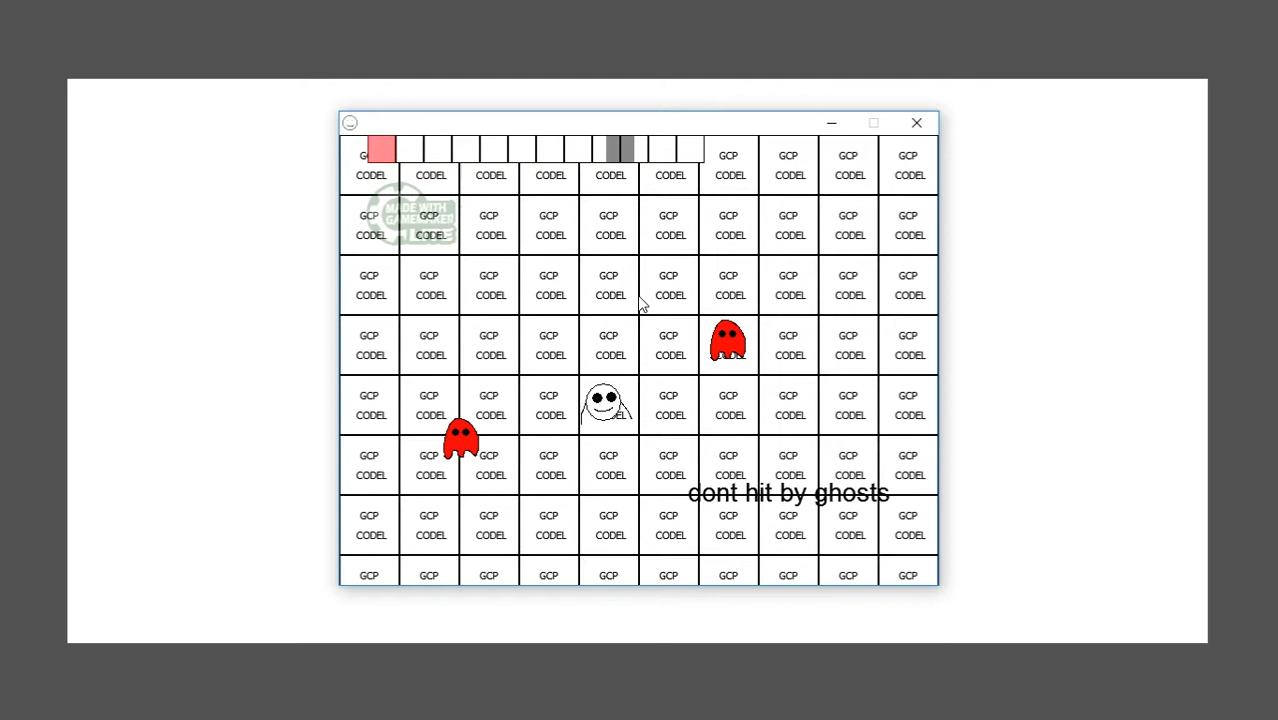 GCP GCP GCP GCP
CODEL CODEL CODEL CODEL CODEL CODEL CODEL CODEL CODEL CODEL
MADE WITH
GAMEMAKER
GCP GCP GCP GCP GCP GCP GCP GCP GCP GCP
CODEL CODEL CODEL CODEL CODEL CODEL CODEL CODEL CODEL CODEL
GCP GCP GCP GCP GCP GCP GCP GCP GCP GCP
CODEL CODEL CODEL CODEL CODEL CODEL CODEL CODEL CODEL CODEL
GCP GCP GCP GCP GCP GCP GCP GCP GCP
CODEL CODEL CODEL CODEL CODEL CODEL CODEL CODEL CODEL
GCP GCP GCP GCP GCP GCP GCP GCP GCP
CODEL CODEL CODEL CODEL CODEL CODEL CODEL CODEL CODEL
GCP GCP GCP GCP GCP GCP GCP GCP GCP GCP
CODEL CODEL CODEL CODEL CODEL CODEL CODEL CODEL CODEL CODEL
dont hit by ghosts
GCP GCP GCP GCP GCP GCP GCP GCP GCP GCP
CODEL CODEL CODEL CODEL CODEL CODEL CODEL CODEL CODEL CODEL
GCP GCP GCP GCP GCP GCP GCP GCP GCP GCP